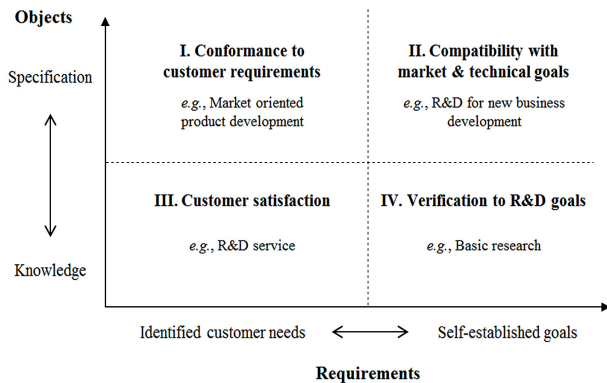 Objects
Specification
Knowledge
I. Conformance to
customer requirements
e.g., Market oriented
product development
II. Compatibility with
market & technical goals
e.g., R&D for new business
development
III. Customer satisfaction
e.g., R&D service
IV. Verification to R&D goals
e.g., Basic research
Identified customer needs
Self-established goals
Requirements